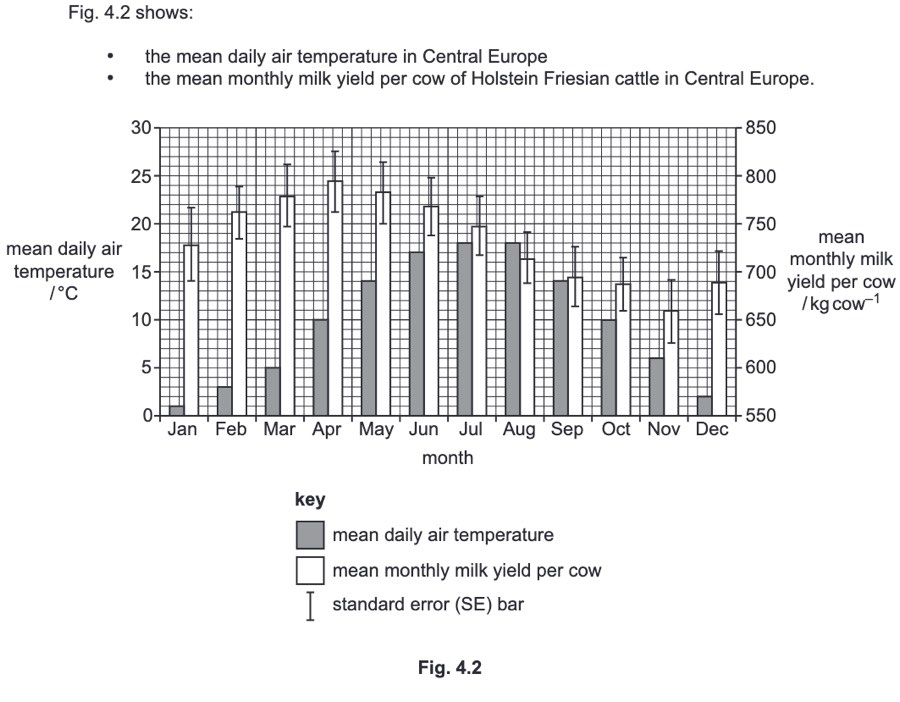 Fig. 4.2 shows:
• the mean daily air temperature in Central Europe
• the mean monthly milk yield per cow of Holstein Friesian cattle in Central Europe.
30
25
20
15
10
5
0
mean daily air
temperature
/ °C
850
800
750
700
650
600
550
mean
monthly milk
yield per cow
/ kg cow⁻¹
Jan Feb Mar Apr May Jun Jul Aug Sep Oct Nov Dec
month
key
mean daily air temperature
mean monthly milk yield per cow
standard error (SE) bar
Fig. 4.2